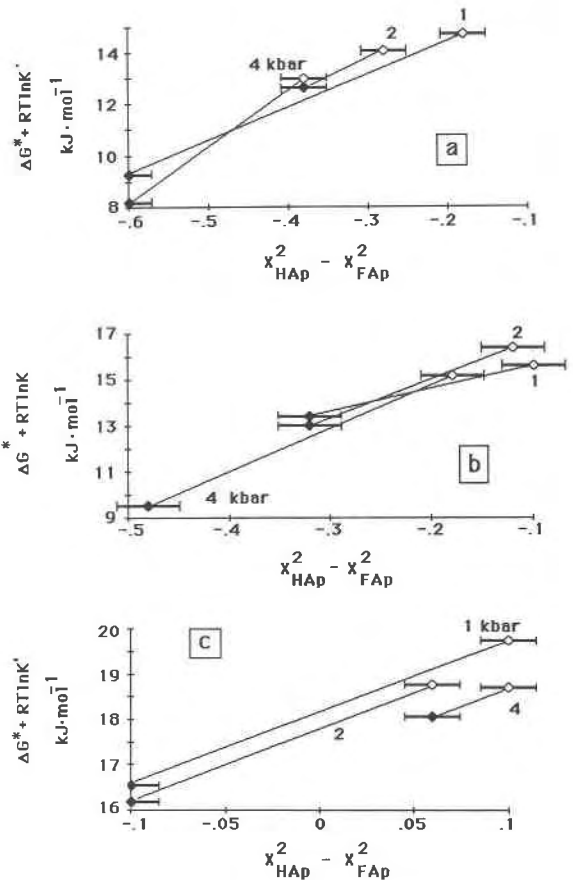 1
2
4 kbar
14
12
10
8
ΔG*+ RTlnK'
kJ·mol⁻¹
a
-.6 -.5 -.4 -.3 -.2 -.1
X²HAp - X²FAp
17
15
13
11
9
ΔG* + RTlnK
kJ·mol⁻¹
2
1
4 kbar
b
-.5 -.4 -.3 -.2 -.1
X²HAp - X²FAp
20
19
18
17
16
ΔG*+ RTlnK'
kJ·mol⁻¹
c
1 kbar
2
4
-.1 -.05 0 .05 .1
X²HAp - X²FAp